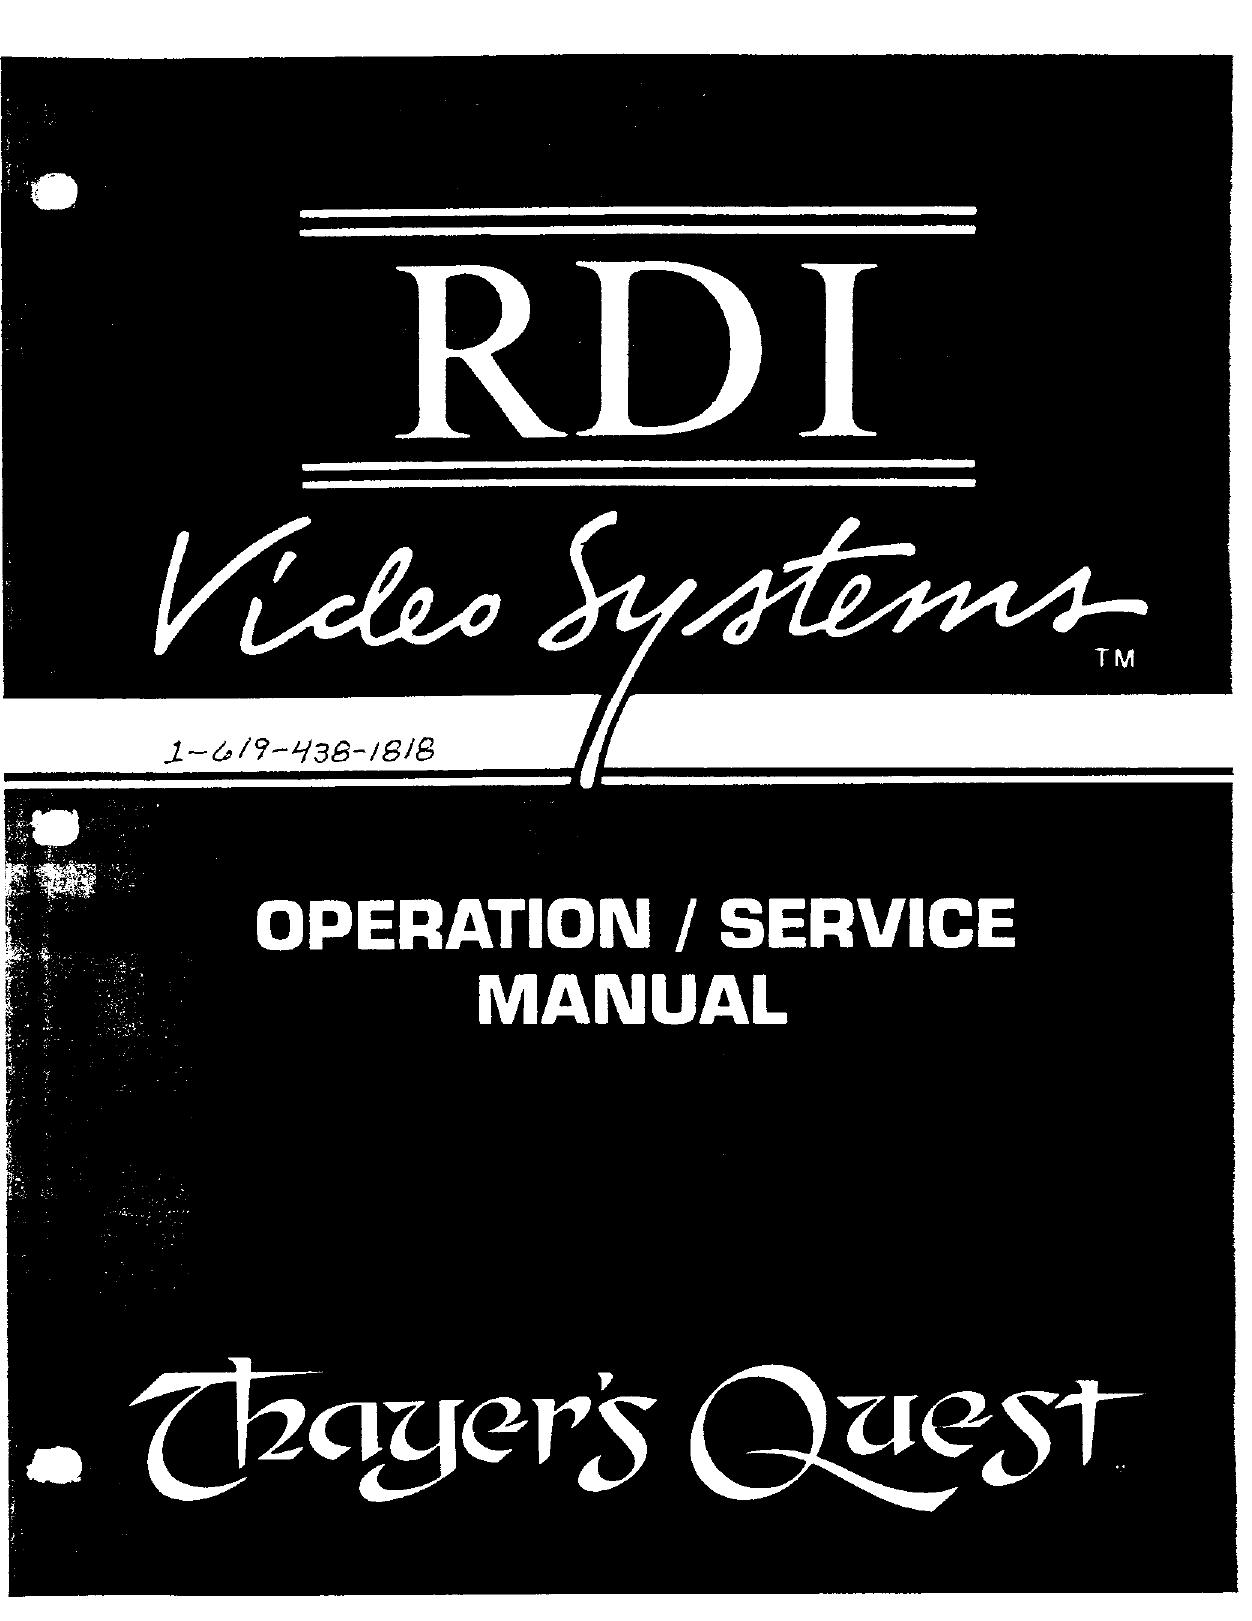 RDI
Video Systems
TM
1-619-438-1818
OPERATION / SERVICE
MANUAL
Thayer's Quest